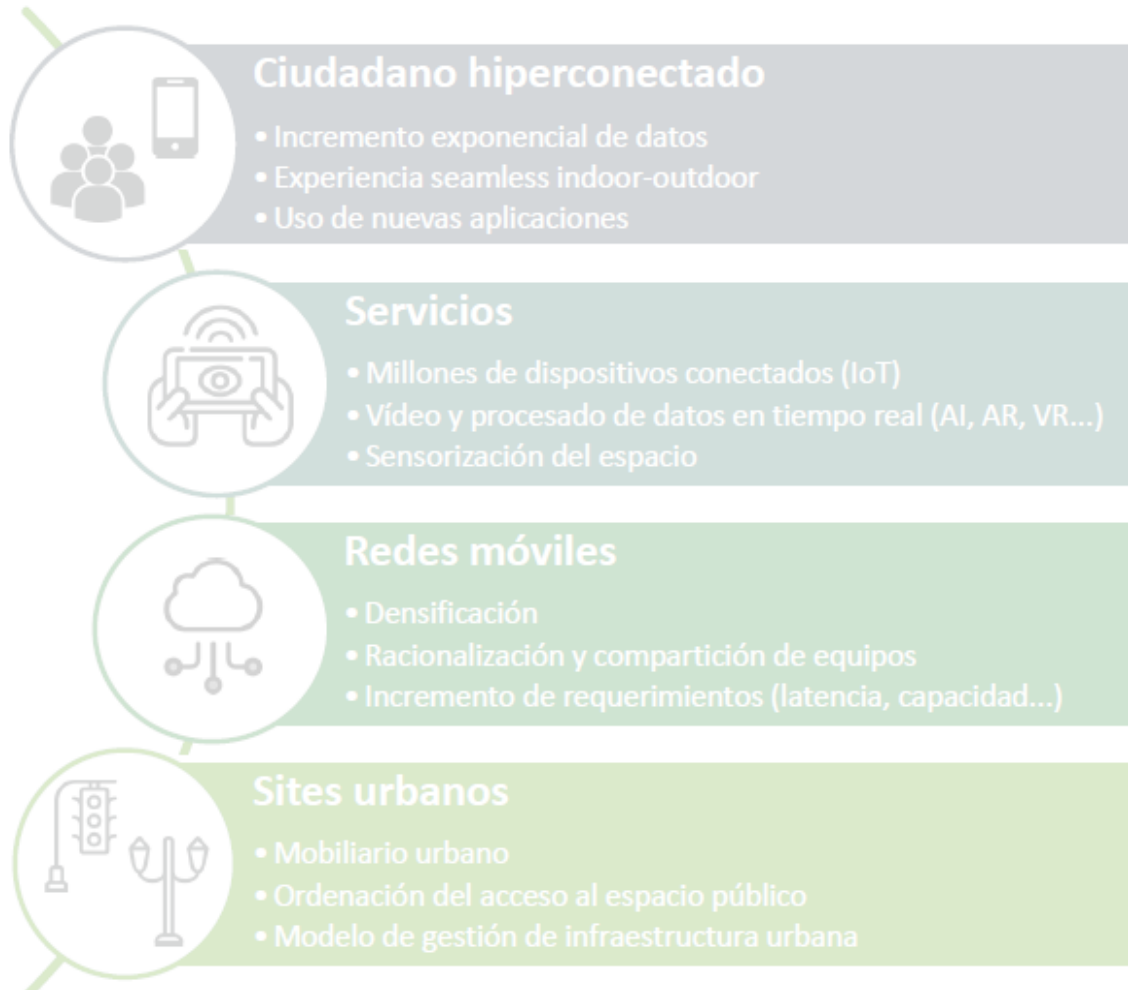 Ciudadano hiperconectado
• Incremento exponencial de datos
• Experiencia seamless indoor-outdoor
• Uso de nuevas aplicaciones
Servicios
• Millones de dispositivos conectados (IoT)
• Vídeo y procesado de datos en tiempo real (AI, AR, VR...)
• Sensorización del espacio
Redes móviles
• Densificación
• Racionalización y compartición de equipos
• Incremento de requerimientos (latencia, capacidad...)
Sites urbanos
• Mobiliario urbano
• Ordenación del acceso al espacio público
• Modelo de gestión de infraestructura urbana